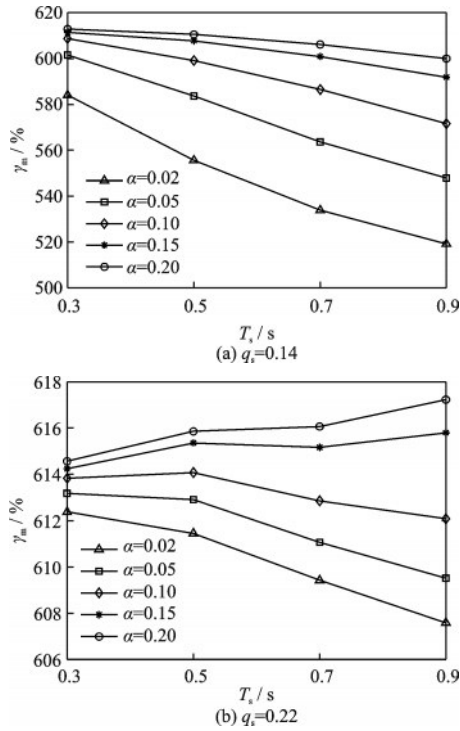 620
600
580
560
540
520
500
γm / %
α=0.02
α=0.05
α=0.10
α=0.15
α=0.20
0.3 0.5 0.7 0.9
Ts / s
(a) qs=0.14
618
616
614
612
610
608
606
γm / %
α=0.02
α=0.05
α=0.10
α=0.15
α=0.20
0.3 0.5 0.7 0.9
Ts / s
(b) qs=0.22